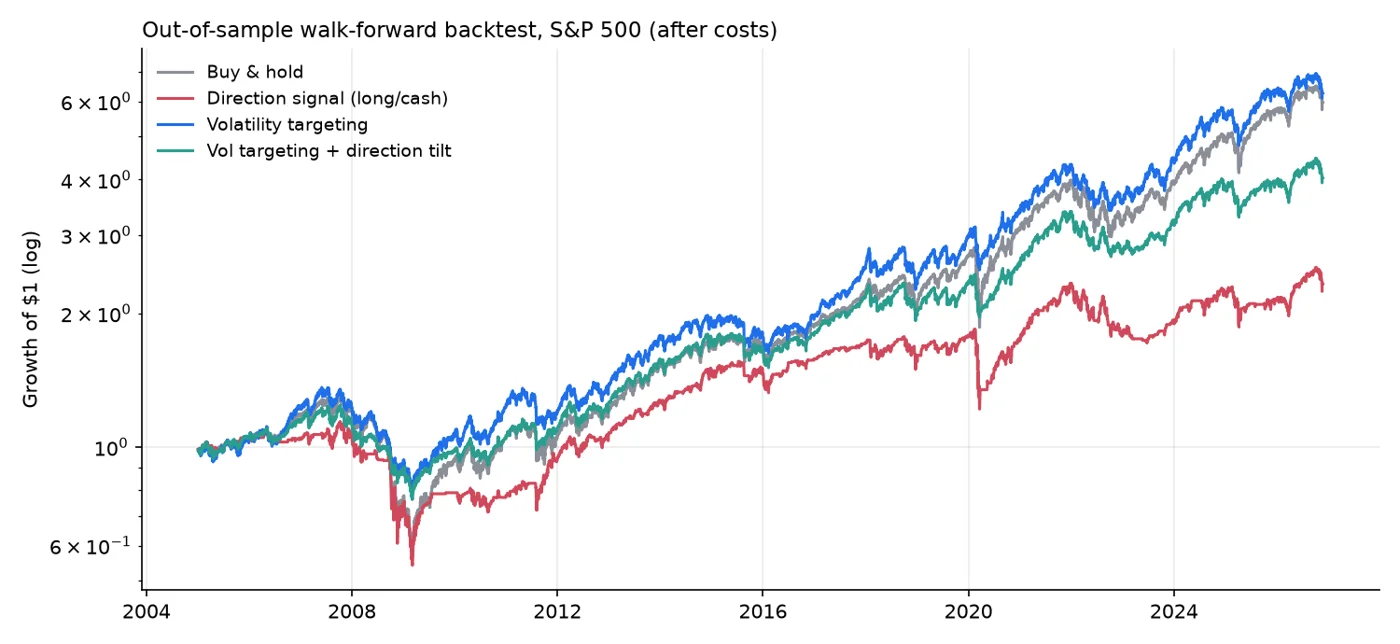 Out-of-sample walk-forward backtest, S&P 500 (after costs)
Buy & hold
Direction signal (long/cash)
Volatility targeting
Vol targeting + direction tilt
Growth of $1 (log)
6 × 10⁰
4 × 10⁰
3 × 10⁰
2 × 10⁰
10⁰
6 × 10⁻¹
2004 2008 2012 2016 2020 2024